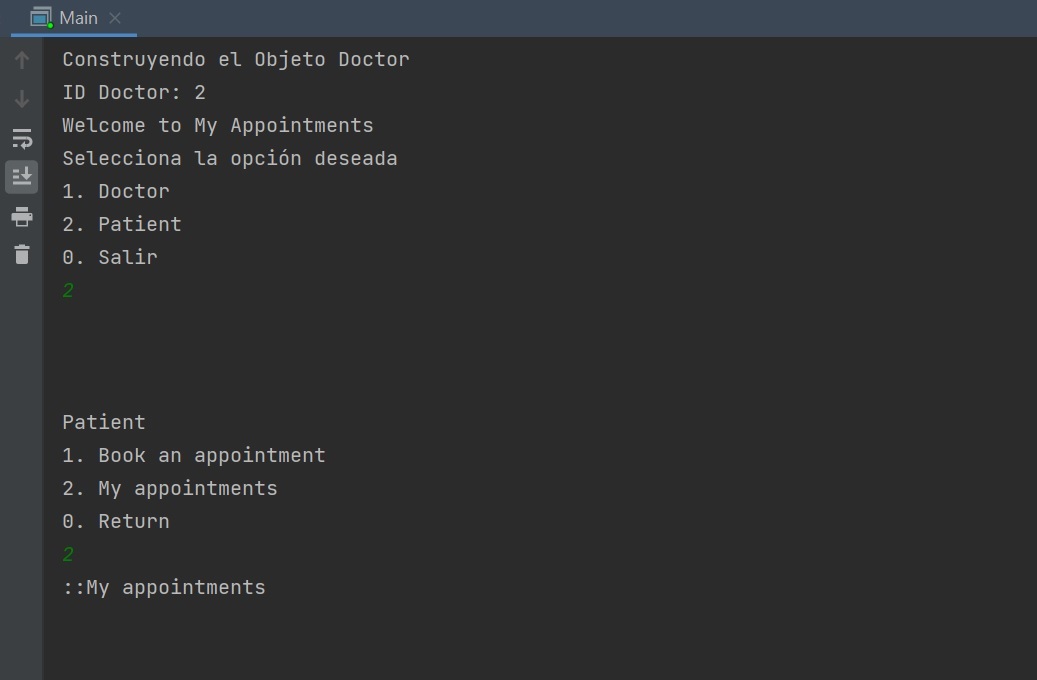 Main
Construyendo el Objeto Doctor
ID Doctor: 2
Welcome to My Appointments
Selecciona la opción deseada
1. Doctor
2. Patient
0. Salir
2
Patient
1. Book an appointment
2. My appointments
0. Return
2
::My appointments